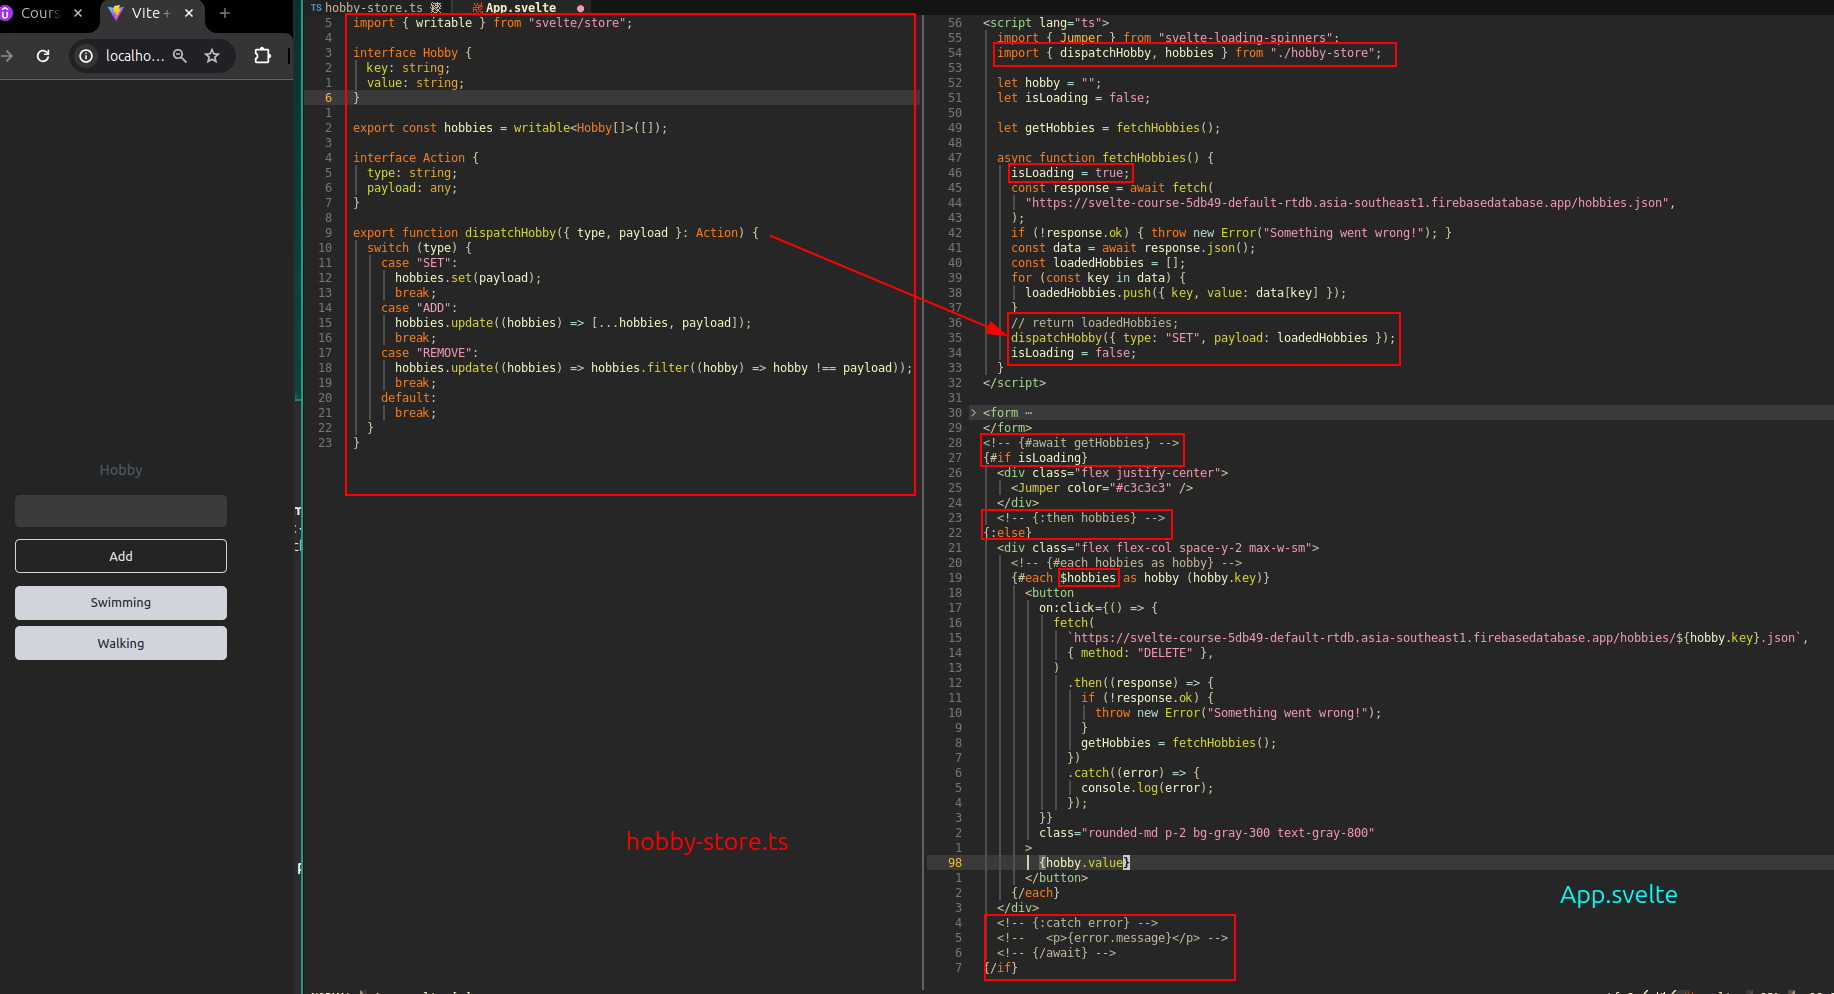 Cours
Vite +
localho...
Hobby
Add
Swimming
Walking
TS hobby-store.ts
App.svelte
5 import { writable } from "svelte/store";
4
3 interface Hobby {
2 key: string;
1 value: string;
6 }
1
2 export const hobbies = writable<Hobby[]>([]);
3
4 interface Action {
5 type: string;
6 payload: any;
7 }
8
9 export function dispatchHobby({ type, payload }: Action) {
10 switch (type) {
11 case "SET":
12 hobbies.set(payload);
13 break;
14 case "ADD":
15 hobbies.update((hobbies) => [...hobbies, payload]);
16 break;
17 case "REMOVE":
18 hobbies.update((hobbies) => hobbies.filter((hobby) => hobby !== payload));
19 break;
20 default:
21 break;
22 }
23 }
hobby-store.ts
56 <script lang="ts">
55 import { Jumper } from "svelte-loading-spinners";
54 import { dispatchHobby, hobbies } from "./hobby-store";
53
52 let hobby = "";
51 let isLoading = false;
50
49 let getHobbies = fetchHobbies();
48
47 async function fetchHobbies() {
46 isLoading = true;
45 const response = await fetch(
44 "https://svelte-course-5db49-default-rtdb.asia-southeast1.firebasedatabase.app/hobbies.json",
43 );
42 if (!response.ok) { throw new Error("Something went wrong!"); }
41 const data = await response.json();
40 const loadedHobbies = [];
39 for (const key in data) {
38 loadedHobbies.push({ key, value: data[key] });
37 }
36 // return loadedHobbies;
35 dispatchHobby({ type: "SET", payload: loadedHobbies });
34 isLoading = false;
33 }
32 </script>
31
30 <form ⋯
29 </form>
28 <!-- {#await getHobbies} -->
27 {#if isLoading}
26 <div class="flex justify-center">
25 <Jumper color="#c3c3c3" />
24 </div>
23 <!-- {:then hobbies} -->
22 {:else}
21 <div class="flex flex-col space-y-2 max-w-sm">
20 <!-- {#each hobbies as hobby} -->
19 {#each $hobbies as hobby (hobby.key)}
18 <button
17 on:click={() => {
16 fetch(
15 `https://svelte-course-5db49-default-rtdb.asia-southeast1.firebasedatabase.app/hobbies/${hobby.key}.json`,
14 { method: "DELETE" },
13 )
12 .then((response) => {
11 if (!response.ok) {
10 throw new Error("Something went wrong!");
9 }
8 getHobbies = fetchHobbies();
7 })
6 .catch((error) => {
5 console.log(error);
4 });
3 }}
2 class="rounded-md p-2 bg-gray-300 text-gray-800"
1 >
98 {hobby.value}
1 </button>
2 {/each}
3 </div>
4 <!-- {:catch error} -->
5 <!-- <p>{error.message}</p> -->
6 <!-- {/await} -->
7 {/if}
App.svelte